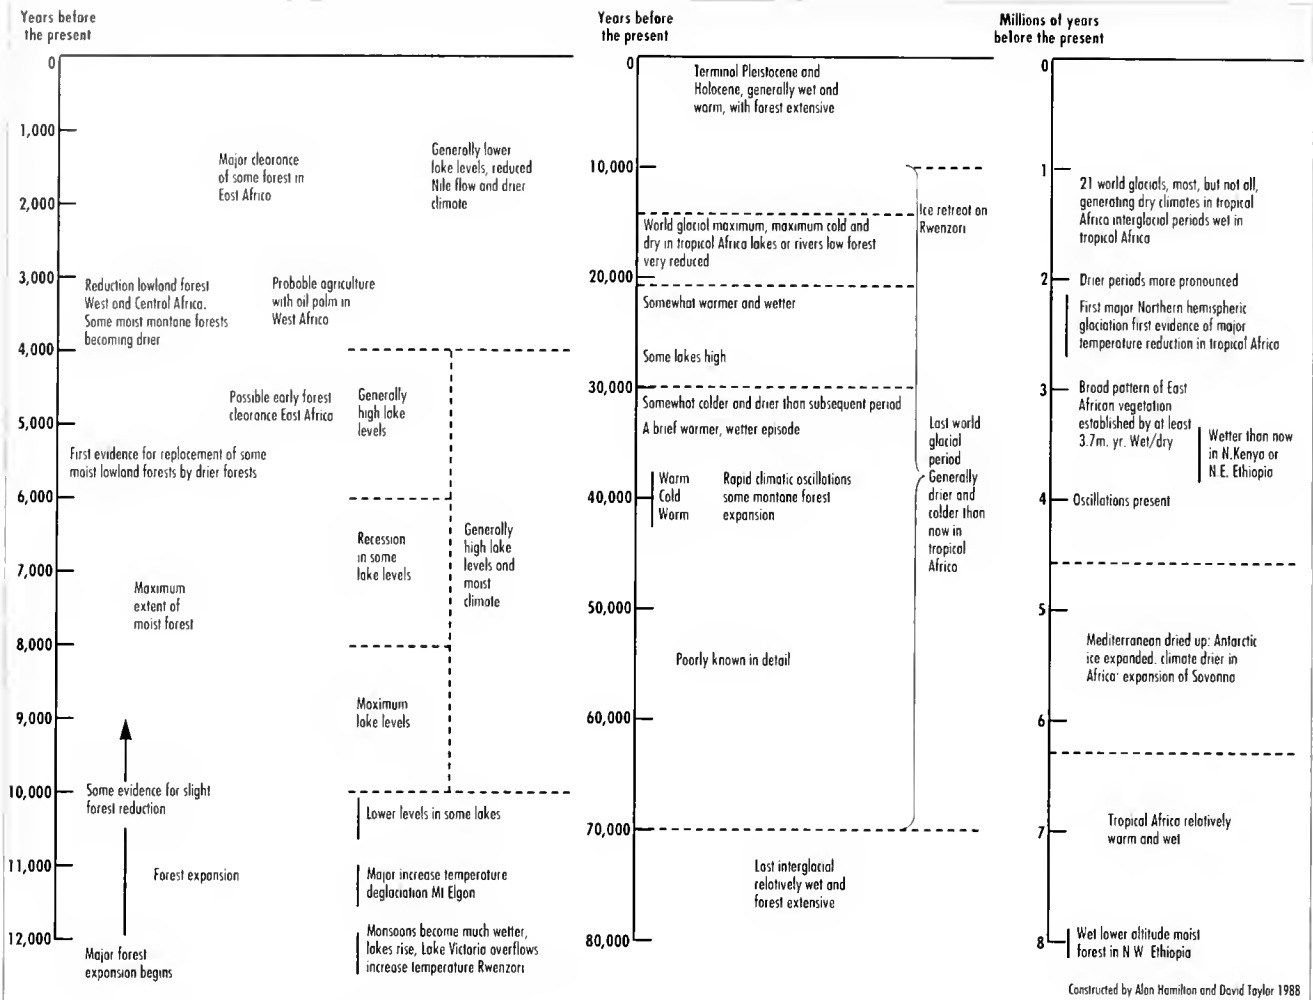 Years before
the present
0
1,000
Major clearance
of some forest in
East Africa
Generally lower
lake levels, reduced
Nile flow and drier
climate
2,000
3,000
Reduction lowland forest
West and Central Africa.
Some moist montane forests
becoming drier
Probable agriculture
with oil palm in
West Africa
4,000
Possible early forest
clearance East Africa
Generally
high lake
levels
5,000
First evidence for replacement of some
moist lowland forests by drier forests
6,000
Recession
in some
lake levels
Generally
high lake
levels and
moist
climate
7,000
Maximum
extent of
moist forest
8,000
Maximum
lake levels
9,000
10,000
Some evidence for slight
forest reduction
Lower levels in some lakes
11,000
Forest expansion
Major increase temperature
deglaciation Mt Elgon
12,000
Major forest
expansion begins
Monsoons become much wetter,
lakes rise, Lake Victoria overflows
increase temperature Rwenzori
Years before
the present
0
Terminal Pleistocene and
Holocene, generally wet and
warm, with forest extensive
10,000
Ice retreat on
Rwenzori
World glacial maximum, maximum cold and
dry in tropical Africa lakes or rivers low forest
very reduced
20,000
Somewhat warmer and wetter
Some lakes high
30,000
Somewhat colder and drier than subsequent period
A brief warmer, wetter episode
Warm
Cold
Warm
Rapid climatic oscillations
some montane forest
expansion
40,000
Last world
glacial
period
Generally
drier and
colder than
now in
tropical
Africa
50,000
Poorly known in detail
60,000
70,000
Last interglacial
relatively wet and
forest extensive
80,000
Millions of years
before the present
0
1
21 world glacials, most, but not all,
generating dry climates in tropical
Africa interglacial periods wet in
tropical Africa
2
Drier periods more pronounced
First major Northern hemispheric
glaciation first evidence of major
temperature reduction in tropical Africa
3
Broad pattern of East
African vegetation
established by at least
3.7m. yr. Wet/dry
Wetter than now
in N.Kenya or
N.E. Ethiopia
4
Oscillations present
5
Mediterranean dried up: Antarctic
ice expanded. climate drier in
Africa: expansion of Savanna
6
7
Tropical Africa relatively
warm and wet
8
Wet lower altitude moist
forest in N W Ethiopia
Constructed by Alan Hamilton and David Taylor 1988